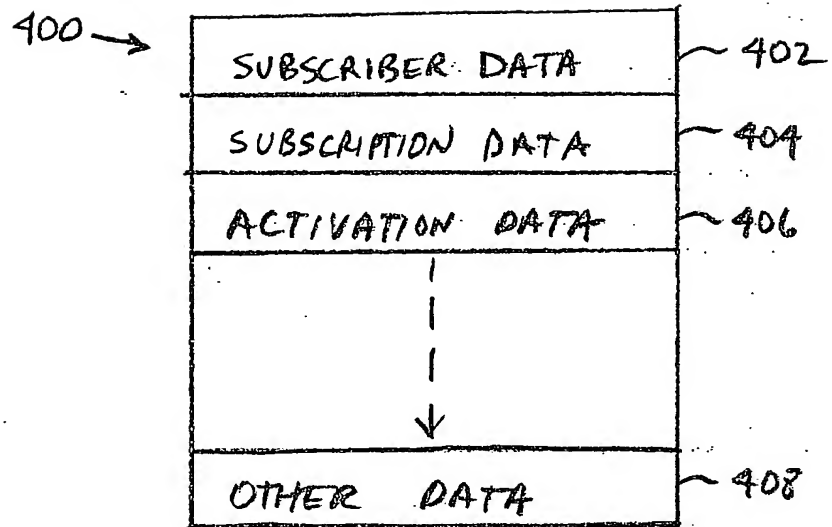 400
SUBSCRIBER DATA 402
SUBSCRIPTION DATA 404
ACTIVATION DATA 406
OTHER DATA 408